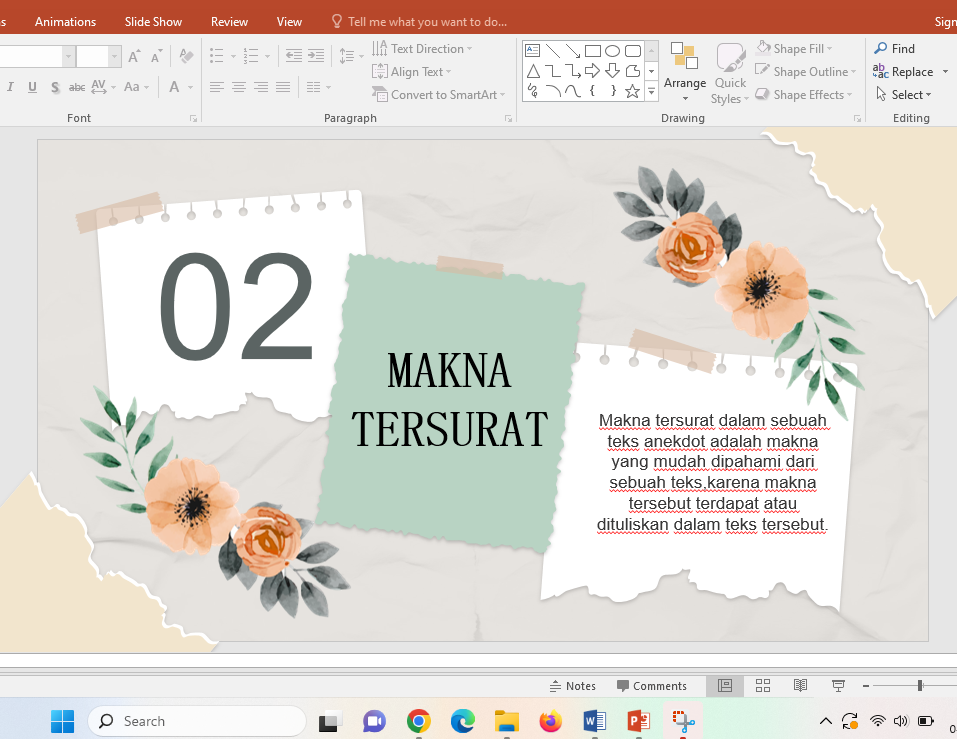 Animations Slide Show Review View Tell me what you want to do...
Text Direction Shape Fill Find
I U S abc AV Aa A Align Text Arrange Quick Styles Shape Outline Replace
Convert to SmartArt Shape Effects Select
Font Paragraph Drawing Editing
02
MAKNA
TERSURAT
Makna tersurat dalam sebuah
teks anekdot adalah makna
yang mudah dipahami dari
sebuah teks,karena makna
tersebut terdapat atau
dituliskan dalam teks tersebut.
Notes Comments
Search